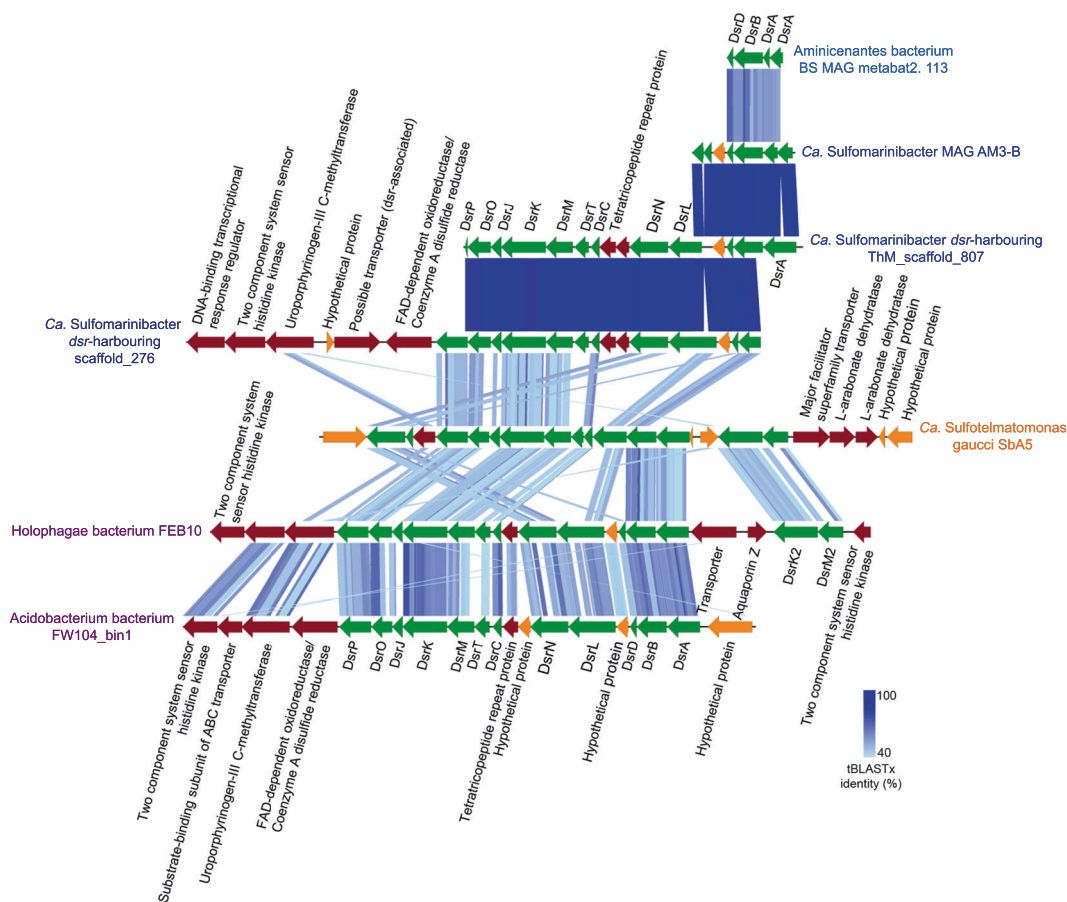 DsrD
DsrB
DsrA
DsrA
Aminicenantes bacterium
BS MAG metabat2. 113
Ca. Sulfomarinibacter MAG AM3-B
DsrP
DsrO
DsrJ
DsrK
DsrM
DsrT
DsrC
Tetratricopeptide repeat protein
DsrN
DsrL
DsrA
Ca. Sulfomarinibacter dsr-harbouring
ThM_scaffold_807
DNA-binding transcriptional
response regulator
Two component system sensor
histidine kinase
Uroporphyrinogen-III C-methyltransferase
Hypothetical protein
Possible transporter (dsr-associated)
FAD-dependent oxidoreductase/
Coenzyme A disulfide reductase
Ca. Sulfomarinibacter
dsr-harbouring
scaffold_276
Major facilitator
superfamily transporter
L-arabonate dehydratase
L-arabonate dehydratase
Hypothetical protein
Hypothetical protein
Ca. Sulfotelmatomonas
gaucci SbA5
Two component system
sensor histidine kinase
Holophagae bacterium FEB10
Transporter
Aquaporin Z
DsrK2
DsrM2
Two component system sensor
histidine kinase
Acidobacterium bacterium
FW104_bin1
Two component system sensor
histidine kinase
Substrate-binding subunit of ABC transporter
Uroporphyrinogen-III C-methyltransferase
FAD-dependent oxidoreductase/
Coenzyme A disulfide reductase
DsrP
DsrO
DsrJ
DsrK
DsrM
DsrT
DsrC
Tetratricopeptide repeat protein
Hypothetical protein
DsrN
DsrL
Hypothetical protein
DsrD
DsrB
DsrA
Hypothetical protein
100
40
tBLASTx
identity (%)